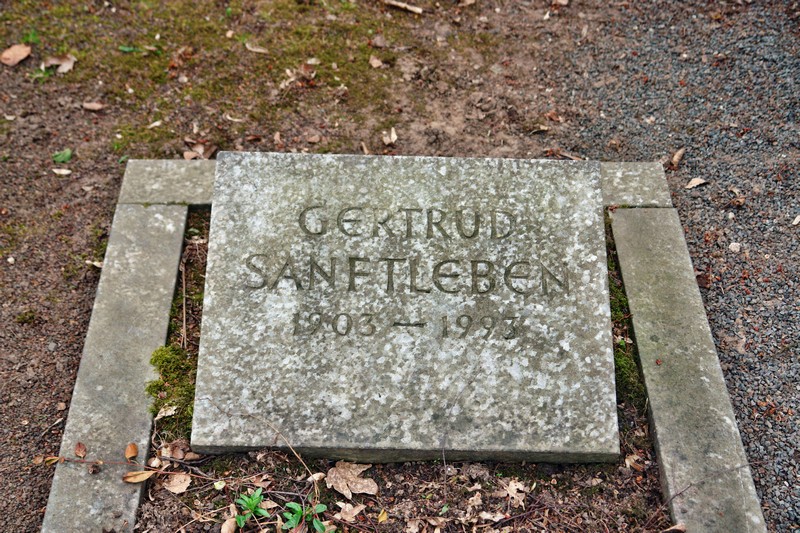 GERTRUD
SANFTLEBEN
1903 — 1993